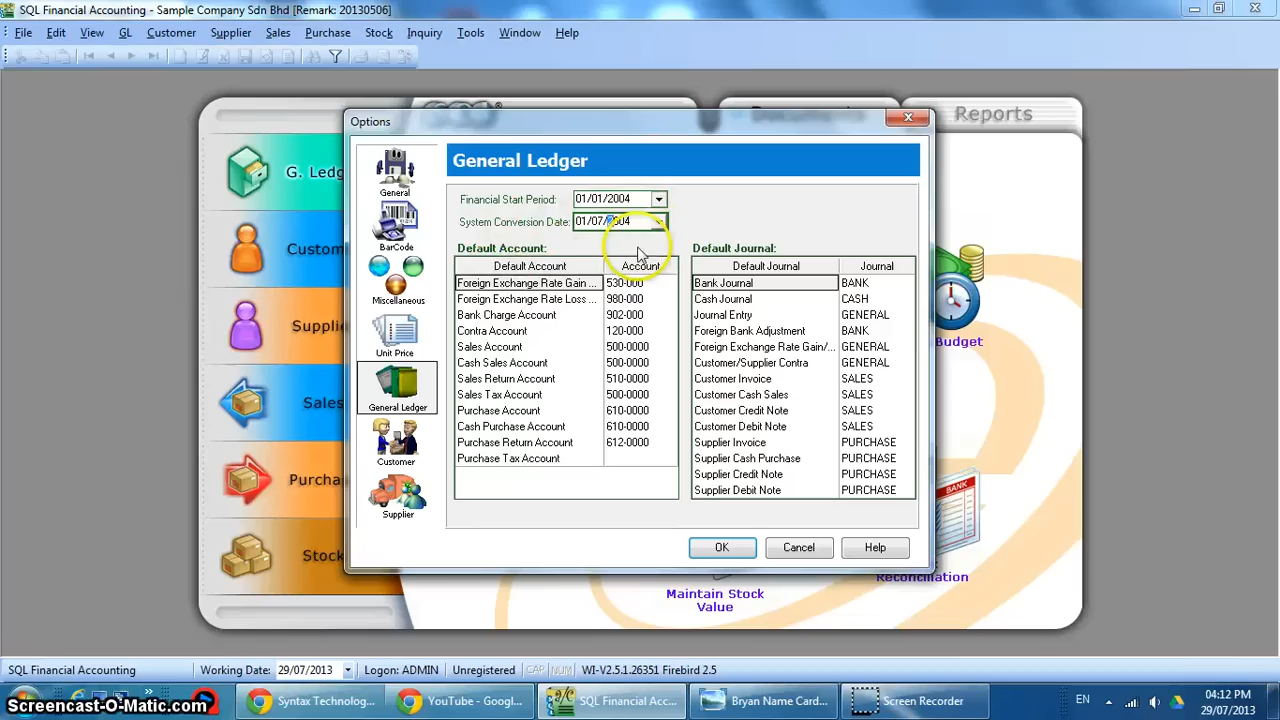 SQL Financial Accounting - Sample Company Sdn Bhd [Remark: 20130506]
File Edit View GL Customer Supplier Sales Purchase Stock Inquiry Tools Window Help
Reports
G. Ledg
Custom
Supplie
Sales
Purchas
Stock
Options
General
BarCode
Miscellaneous
Unit Price
General Ledger
Customer
Supplier
General Ledger
Financial Start Period: 01/01/2004
System Conversion Date: 01/07/2004
Default Account:
Default Account Account
Foreign Exchange Rate Gain ... 530-000
Foreign Exchange Rate Loss ... 980-000
Bank Charge Account 902-000
Contra Account 120-000
Sales Account 500-0000
Cash Sales Account 500-0000
Sales Return Account 510-0000
Sales Tax Account 500-0000
Purchase Account 610-0000
Cash Purchase Account 610-0000
Purchase Return Account 612-0000
Purchase Tax Account
Default Journal:
Default Journal Journal
Bank Journal BANK
Cash Journal CASH
Journal Entry GENERAL
Foreign Bank Adjustment BANK
Foreign Exchange Rate Gain/... GENERAL
Customer/Supplier Contra GENERAL
Customer Invoice SALES
Customer Cash Sales SALES
Customer Credit Note SALES
Customer Debit Note SALES
Supplier Invoice PURCHASE
Supplier Cash Purchase PURCHASE
Supplier Credit Note PURCHASE
Supplier Debit Note PURCHASE
OK Cancel Help
Budget
BANK
Reconciliation
Maintain Stock
Value
SQL Financial Accounting Working Date: 29/07/2013 Logon: ADMIN Unregistered CAP NUM WI-V2.5.1.26351 Firebird 2.5
Syntax Technolog... YouTube - Google... SQL Financial Acc... Bryan Name Card... Screen Recorder
EN 04:12 PM
29/07/2013
Screencast-O-Matic.com